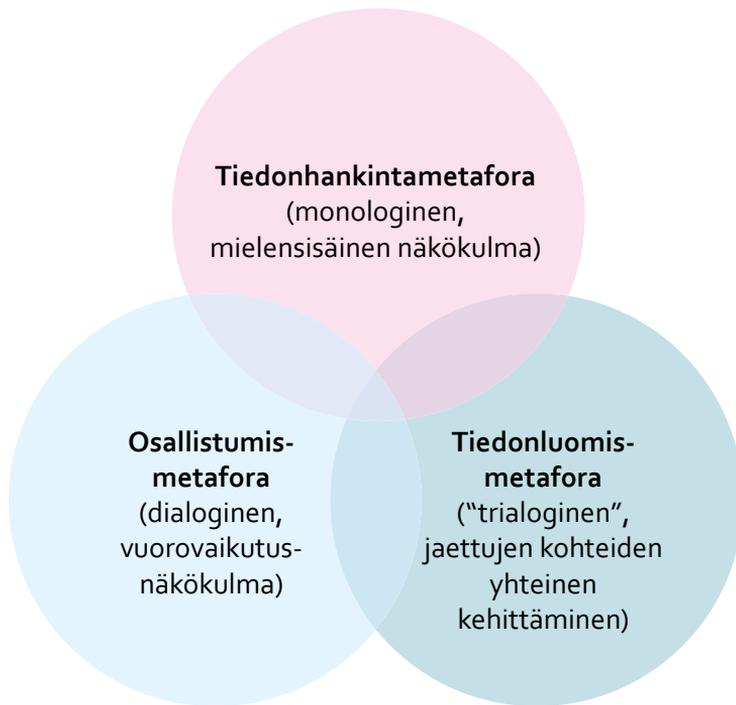 Tiedonhankintametafora
(monologinen,
mielensisäinen näkökulma)
Osallistumis-
metafora
(dialoginen,
vuorovaikutus-
näkökulma)
Tiedonluomis-
metafora
(“trialoginen”,
jaettujen kohteiden
yhteinen
kehittäminen)